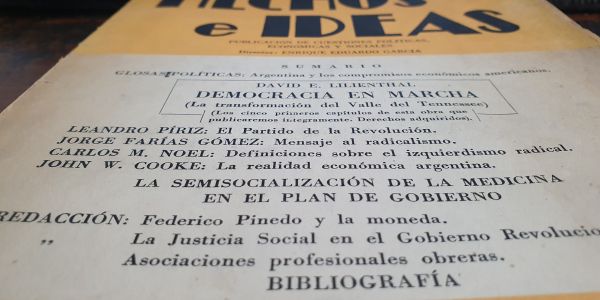 HECHOS
e IDEAS
PUBLICACIÓN DE CUESTIONES POLÍTICAS,
ECONÓMICAS Y SOCIALES
Director: ENRIQUE EDUARDO GARCÍA
SUMARIO
GLOSAS POLÍTICAS: Argentina y los compromisos económicos americanos.
DAVID E. LILIENTHAL
DEMOCRACIA EN MARCHA
(La transformación del Valle del Tennessee)
(Los cinco primeros capítulos de esta obra que
publicaremos íntegramente. Derechos adquiridos).
LEANDRO PÍRIZ: El Partido de la Revolución.
JORGE FARÍAS GÓMEZ: Mensaje al radicalismo.
CARLOS M. NOEL: Definiciones sobre el izquierdismo radical.
JOHN W. COOKE: La realidad económica argentina.
LA SEMISOCIALIZACIÓN DE LA MEDICINA
EN EL PLAN DE GOBIERNO
REDACCIÓN: Federico Pinedo y la moneda.
„ La Justicia Social en el Gobierno Revolucio
Asociaciones profesionales obreras.
BIBLIOGRAFÍA